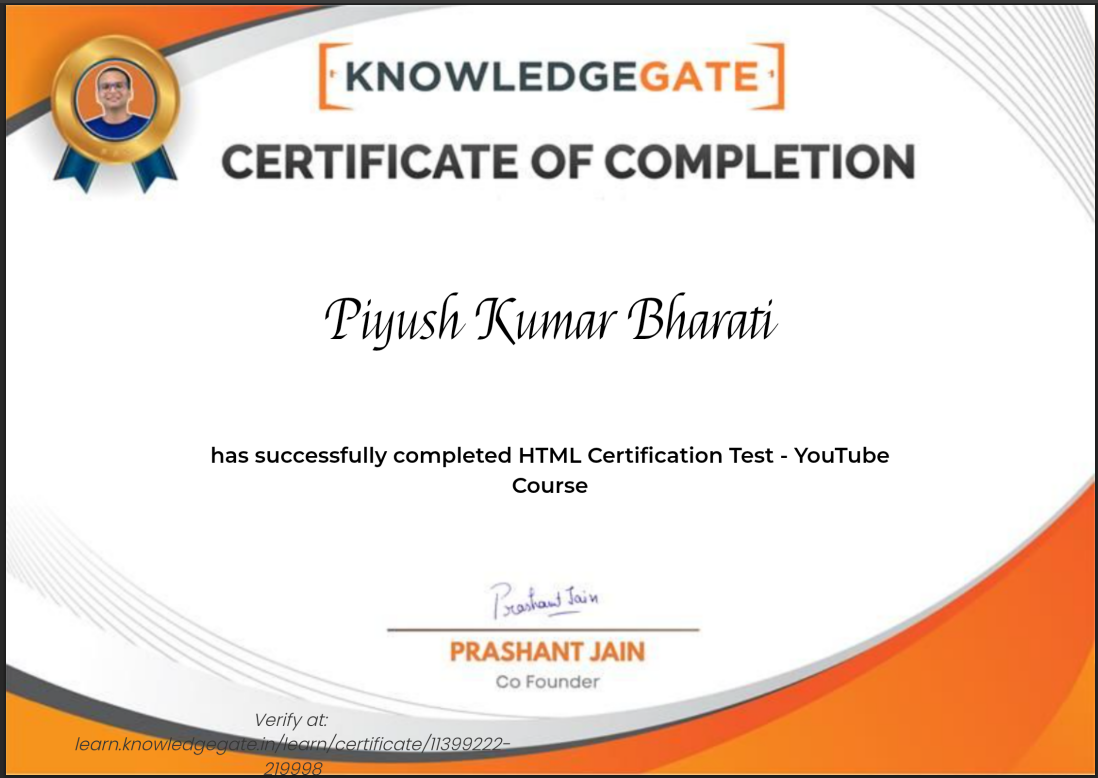 KNOWLEDGEGATE
CERTIFICATE OF COMPLETION
Piyush Kumar Bharati
has successfully completed HTML Certification Test - YouTube
Course
Prashant Jain
PRASHANT JAIN
Co Founder
Verify at:
learn.knowledgegate.in/learn/certificate/11399222-
219998